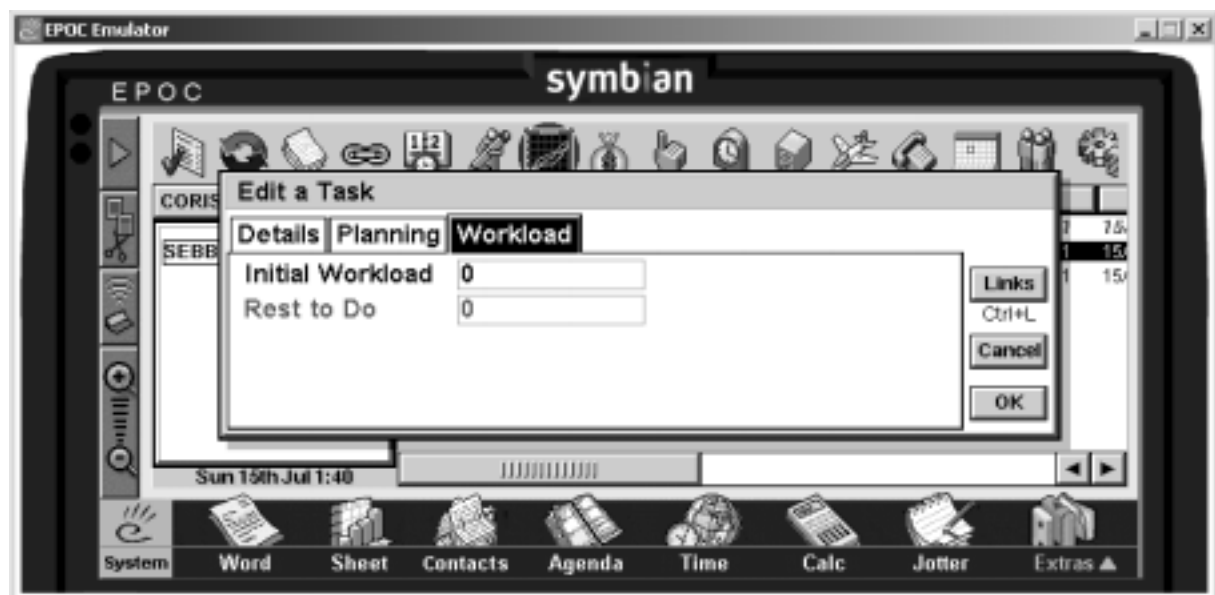 EPOC Emulator
symbian
EPOC
Edit a Task
CORIS
Details Planning Workload
SEBB
Initial Workload 0
Rest to Do 0
Links
Ctrl+L
Cancel
OK
15/
Sun 15th Jul 1:40
System Word Sheet Contacts Agenda Time Calc Jotter Extras